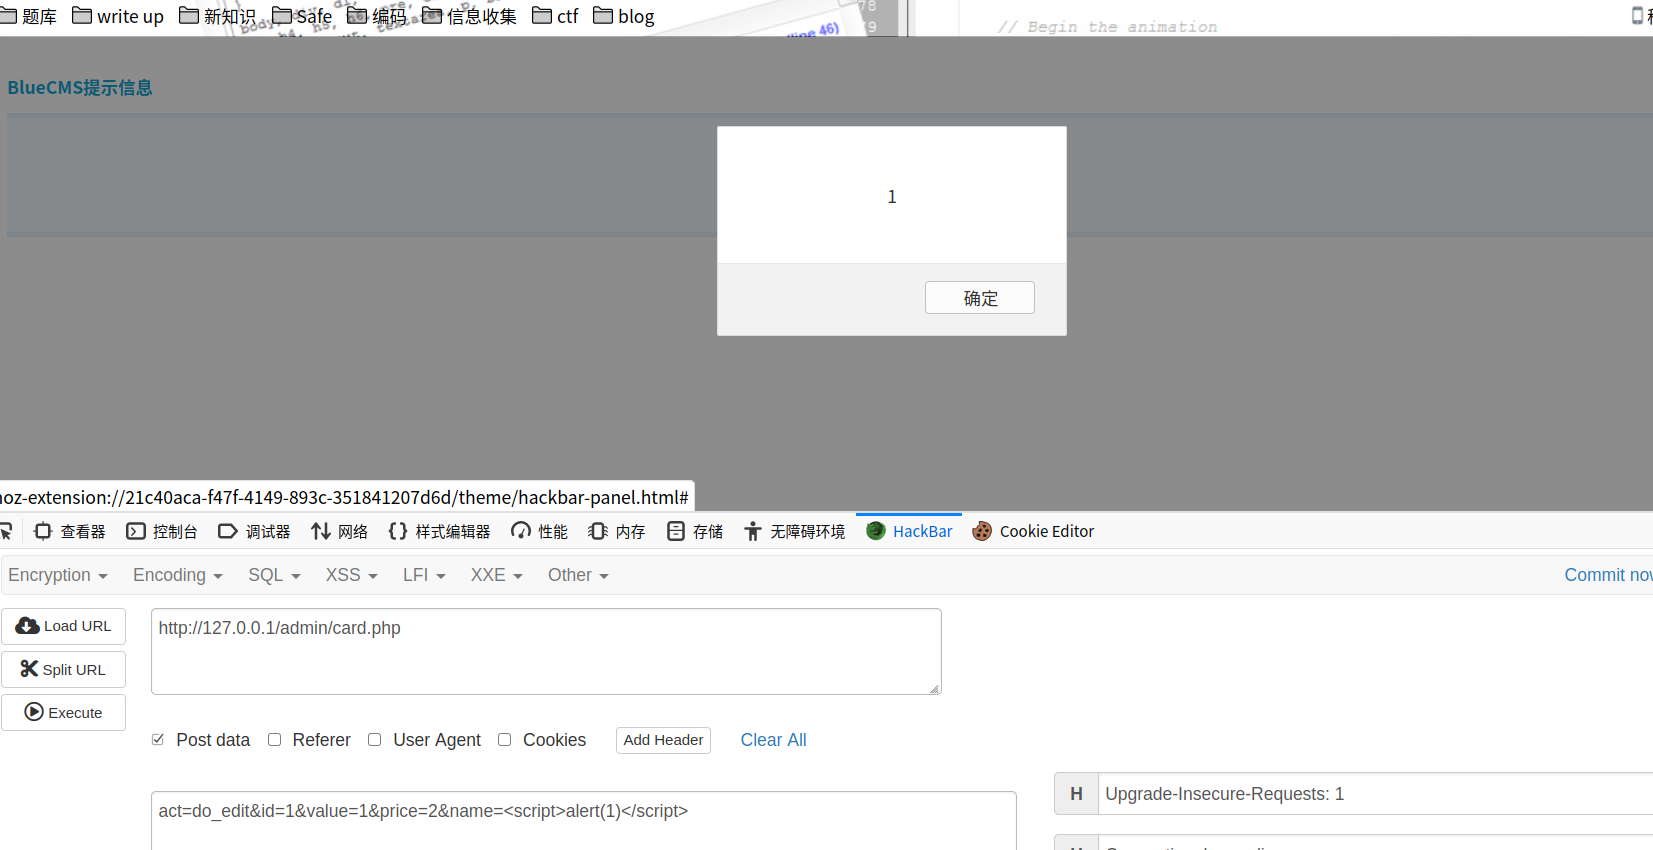 题库 write up 新知识 Safe 编码 信息收集 ctf blog
78
79
// Begin the animation
line 46)
BlueCMS提示信息
1
确定
oz-extension://21c40aca-f47f-4149-893c-351841207d6d/theme/hackbar-panel.html#
查看器 控制台 调试器 网络 样式编辑器 性能 内存 存储 无障碍环境 HackBar Cookie Editor
Encryption Encoding SQL XSS LFI XXE Other Commit now
Load URL
http://127.0.0.1/admin/card.php
Split URL
Execute
Post data Referer User Agent Cookies Add Header Clear All
H Upgrade-Insecure-Requests: 1
act=do_edit&id=1&value=1&price=2&name=<script>alert(1)</script>